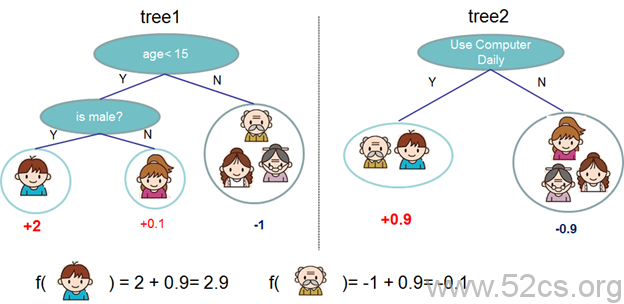 tree1
tree2
age< 15
Use Computer
Daily
Y
N
Y
N
is male?
Y
N
+2
+0.1
-1
+0.9
-0.9
f( ) = 2 + 0.9= 2.9
f( )= -1 + 0.9= -0.1
www.52cs.org